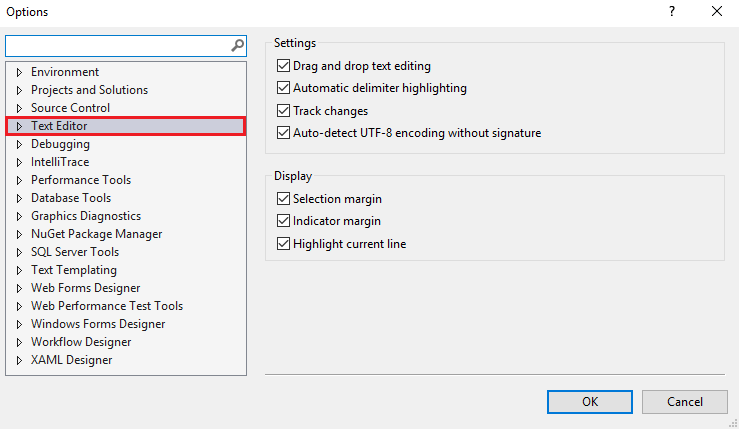 Options
?
Environment
Projects and Solutions
Source Control
Text Editor
Debugging
IntelliTrace
Performance Tools
Database Tools
Graphics Diagnostics
NuGet Package Manager
SQL Server Tools
Text Templating
Web Forms Designer
Web Performance Test Tools
Windows Forms Designer
Workflow Designer
XAML Designer
Settings
Drag and drop text editing
Automatic delimiter highlighting
Track changes
Auto-detect UTF-8 encoding without signature
Display
Selection margin
Indicator margin
Highlight current line
OK
Cancel